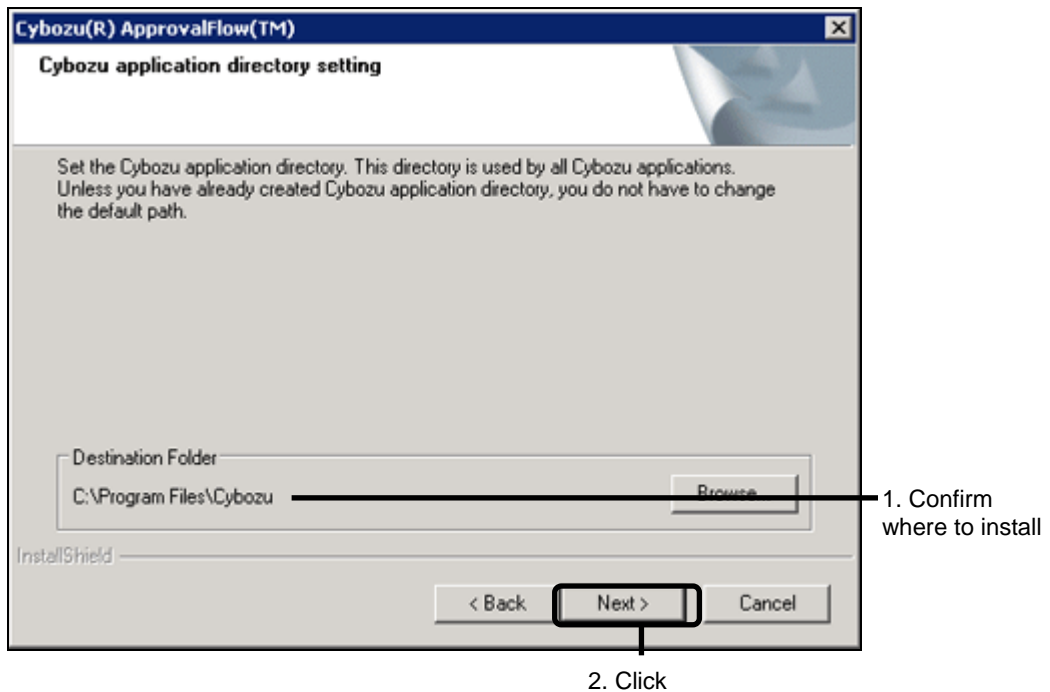 Cybozu(R) ApprovalFlow(TM)
Cybozu application directory setting
Set the Cybozu application directory. This directory is used by all Cybozu applications.
Unless you have already created Cybozu application directory, you do not have to change
the default path.
Destination Folder
C:\Program Files\Cybozu
Browse...
1. Confirm
where to install
InstallShield
< Back
Next >
Cancel
2. Click